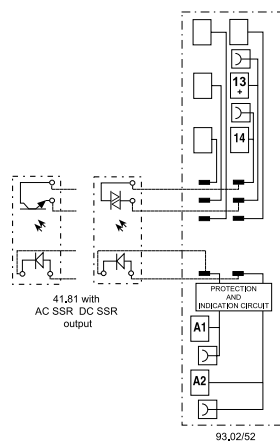 13
+
14
PROTECTION
AND
INDICATION CIRCUIT
41.81 with
AC SSR DC SSR
output
A1
A2
93.02/52